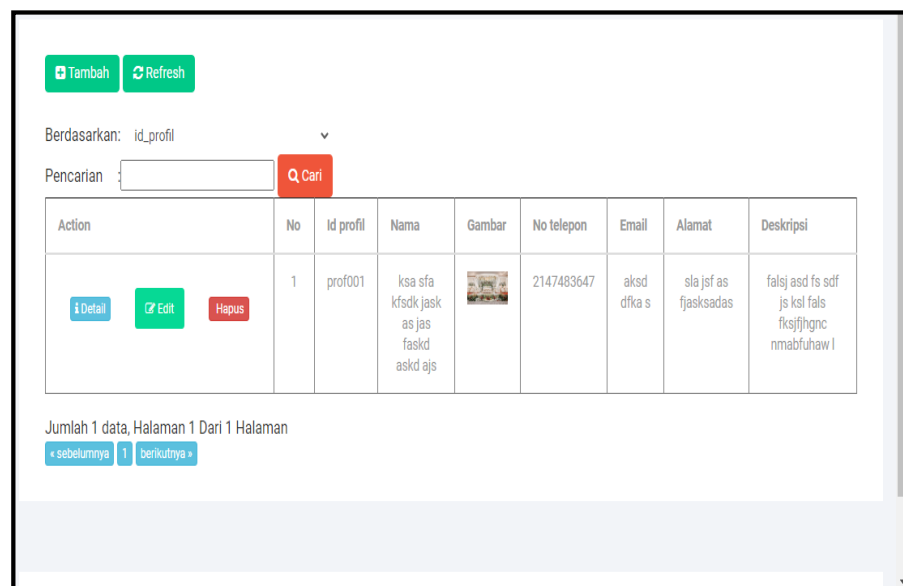 Tambah Refresh
Berdasarkan: id_profil
Pencarian : Cari
Action No Id profil Nama Gambar No telepon Email Alamat Deskripsi
1 prof001 ksa sfa 2147483647 aksd sla jsf as falsj asd fs sdf
kfsdk jask dfka s fjasksadas js ksl fals
Detail Edit Hapus as jas fksjfjhgnc
faskd nmabfuhaw l
askd ajs
Jumlah 1 data, Halaman 1 Dari 1 Halaman
« sebelumnya 1 berikutnya »